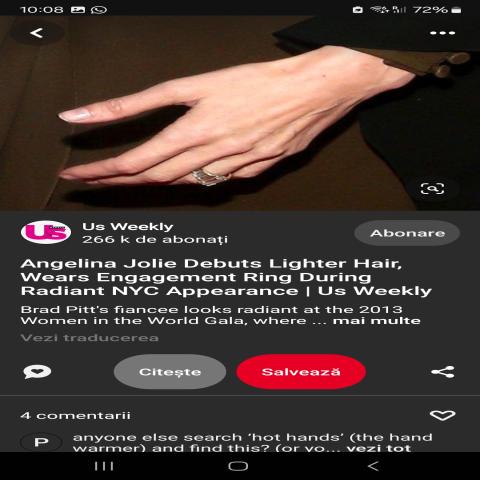 10:08
72%
Us Weekly
266 k de abonați
Abonare
Angelina Jolie Debuts Lighter Hair,
Wears Engagement Ring During
Radiant NYC Appearance | Us Weekly
Brad Pitt's fiancee looks radiant at the 2013
Women in the World Gala, where ... mai multe
Vezi traducerea
Citește
Salvează
4 comentarii
P
anyone else search 'hot hands' (the hand
warmer) and find this? (or yo... vezi tot